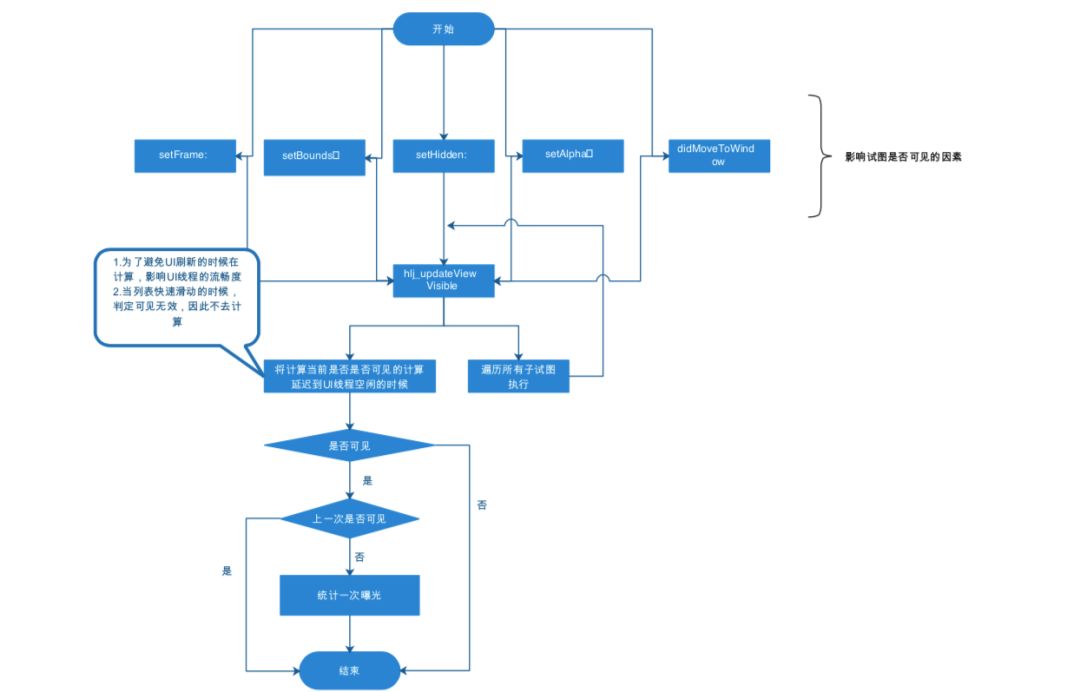 开始
setFrame:
setBounds
setHidden:
setAlpha
didMoveToWind
ow
影响试图是否可见的因素
1.为了避免UI刷新的时候在
计算，影响UI线程的流畅度
2.当列表快速滑动的时候，
判定可见无效，因此不去计
算
hlj_updateView
Visible
将计算当前是否是否可见的计算
延迟到UI线程空闲的时候
遍历所有子试图
执行
是否可见
是
否
上一次是否可见
否
是
统计一次曝光
结束